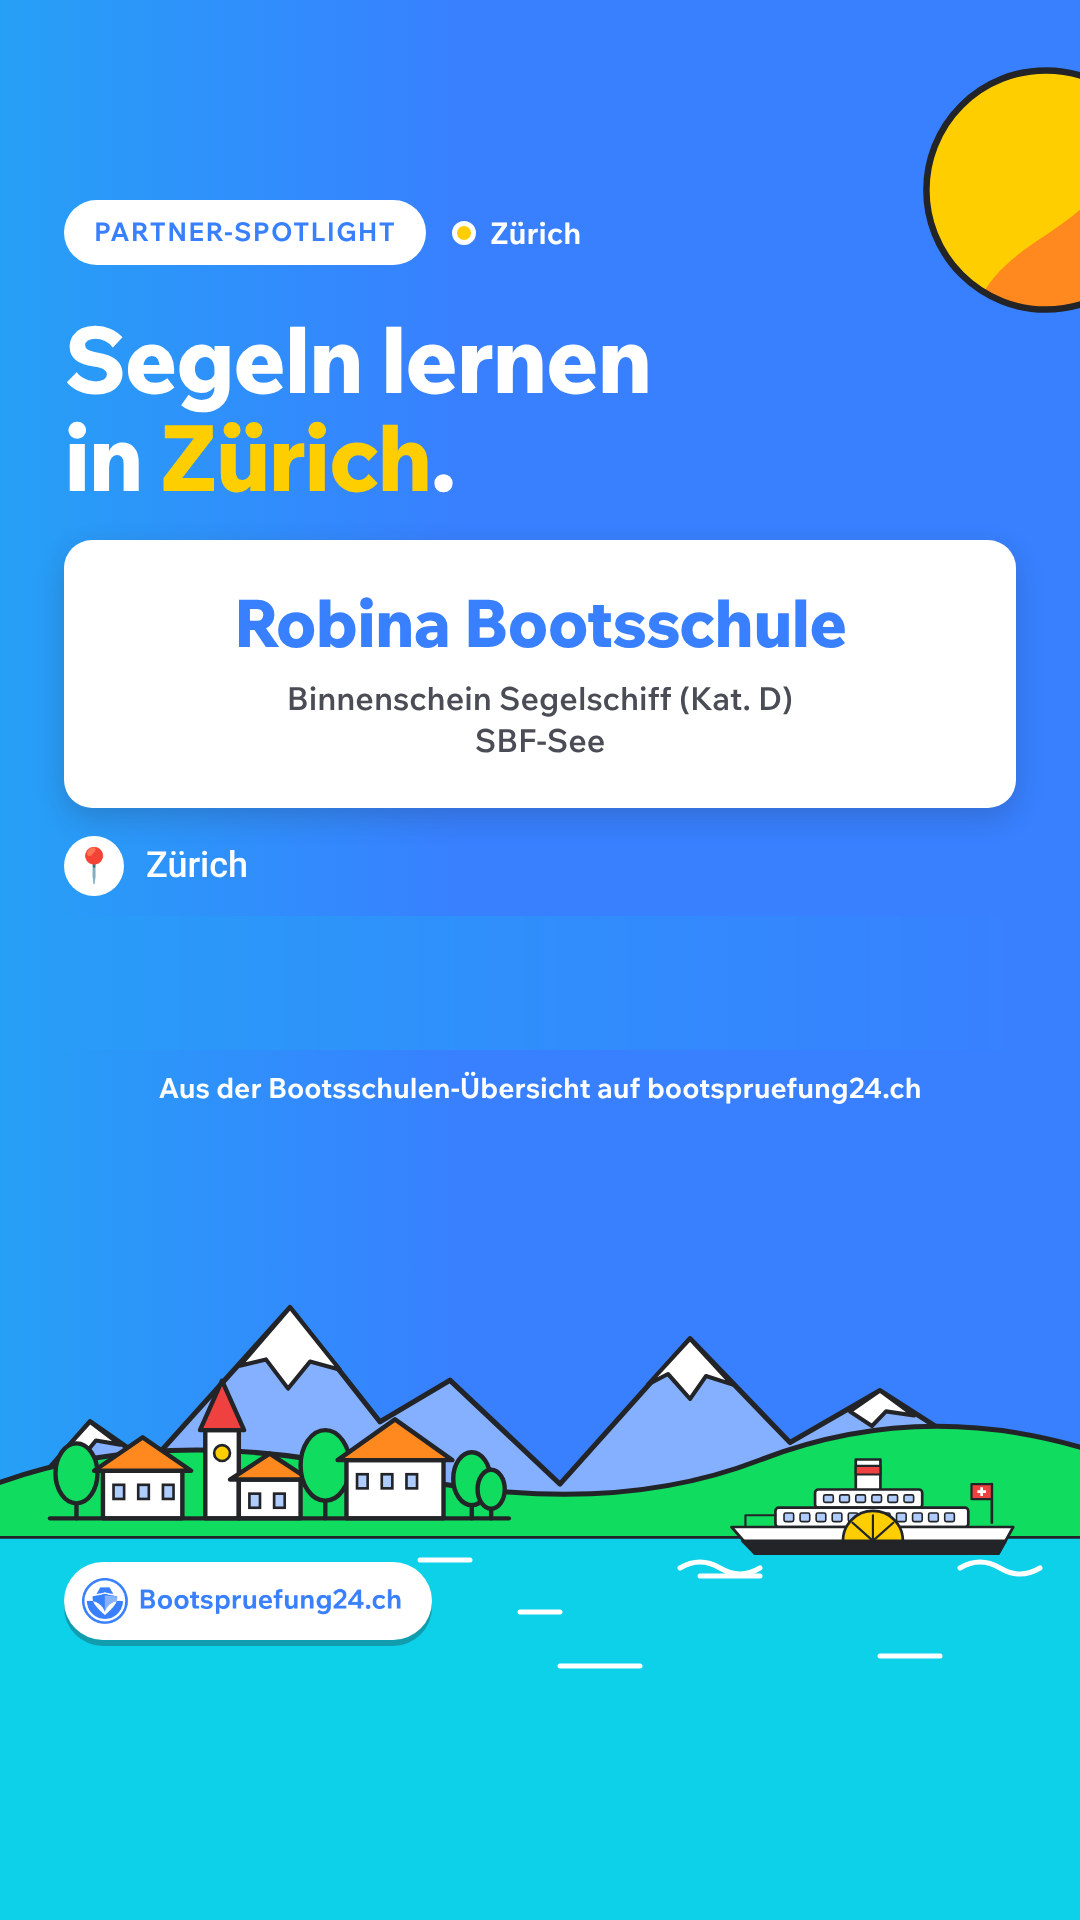 PARTNER-SPOTLIGHT
Zürich
Segeln lernen
in Zürich.
Robina Bootsschule
Binnenschein Segelschiff (Kat. D)
SBF-See
Zürich
Aus der Bootsschulen-Übersicht auf bootspruefung24.ch
Bootspruefung24.ch